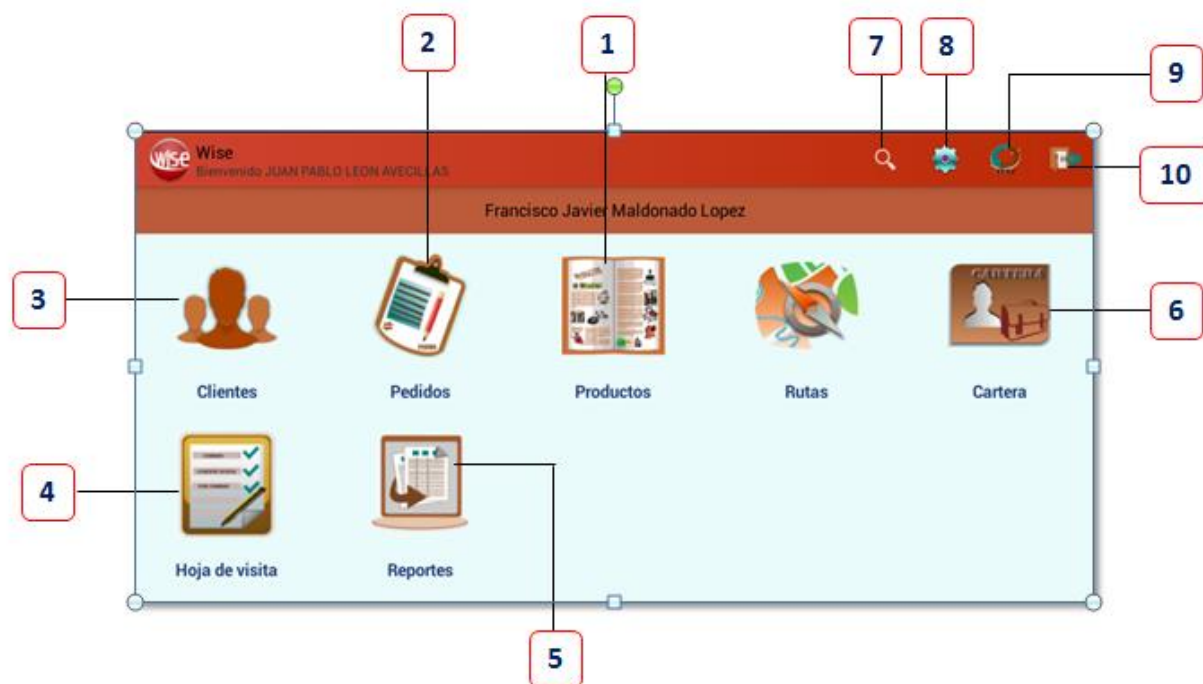 2
1
7
8
9
10
wise
Wise
Bienvenido JUAN PABLO LEON AVECILLAS
Francisco Javier Maldonado Lopez
3
CARTERA
6
Clientes
Pedidos
Productos
Rutas
Cartera
4
5
Hoja de visita
Reportes